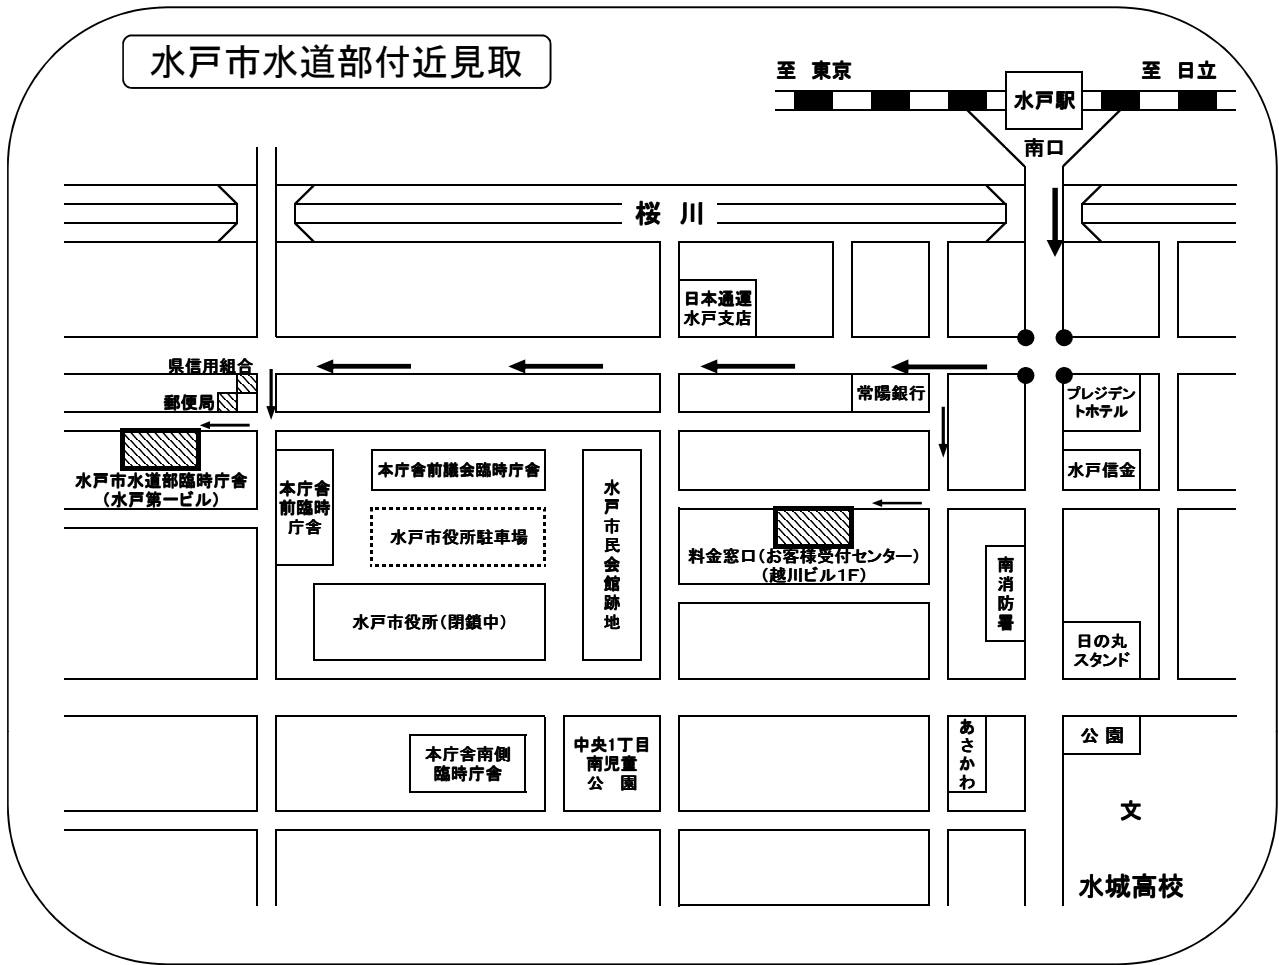 水戸市水道部付近見取
至　東京
至　日立
水戸駅
南口
桜 川
日本通運
水戸支店
県信用組合
郵便局
常陽銀行
プレジデン
トホテル
水戸市水道部臨時庁舎
（水戸第一ビル）
本庁舎
前臨時
庁舎
本庁舎前議会臨時庁舎
水戸市役所駐車場
水戸市役所（閉鎖中）
水戸市民会館跡地
水戸信金
料金窓口（お客様受付センター）
（越川ビル１Ｆ）
南消防署
日の丸
スタンド
本庁舎南側
臨時庁舎
中央1丁目
南児童
公　園
あさかわ
公 園
文
水城高校